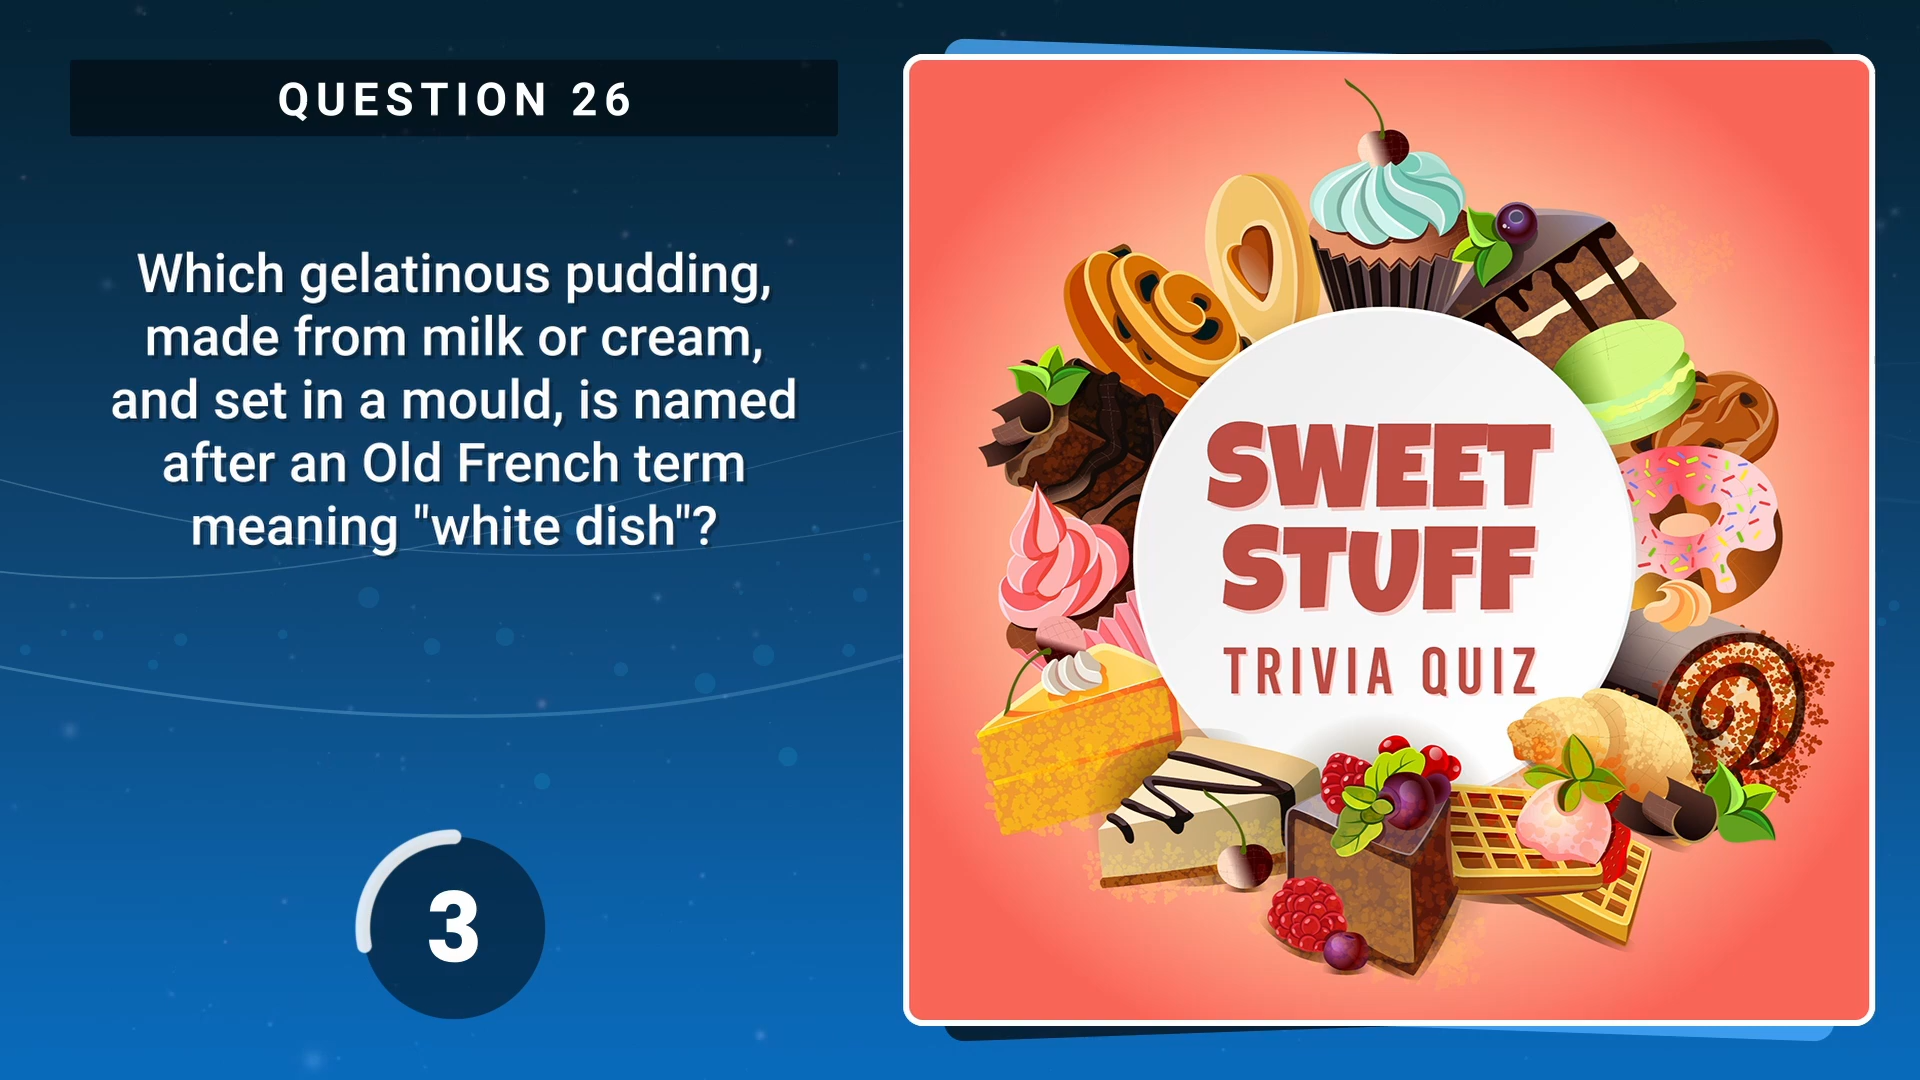 QUESTION 26
Which gelatinous pudding,
made from milk or cream,
and set in a mould, is named
after an Old French term
meaning "white dish"?
3
SWEET
STUFF
TRIVIA QUIZ